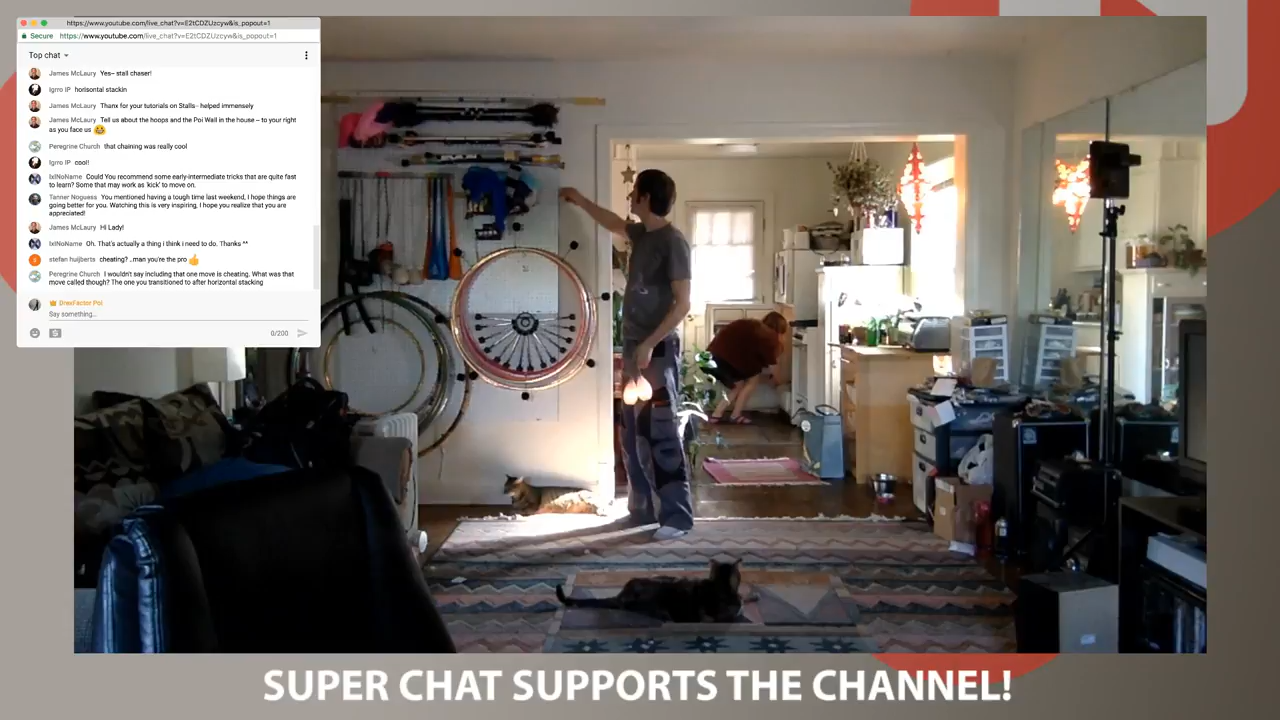 https://www.youtube.com/live_chat?v=E2tCDZUzcyw&is_popout=1
Secure https://www.youtube.com/live_chat?v=E2tCDZUzcyw&is_popout=1
Top chat
James McLaury Yes-- stall chaser!
Igrro IP horisontal stackin
James McLaury Thanx for your tutorials on Stalls-- helped immensely
James McLaury Tell us about the hoops and the Poi Wall in the house -- to your right
as you face us
Peregrine Church that chaining was really cool
Igrro IP cool!
IxINoName Could You recommend some early-intermediate tricks that are quite fast
to learn? Some that may work as 'kick' to move on.
Tanner Noguess You mentioned having a tough time last weekend, I hope things are
going better for you. Watching this is very inspiring, I hope you realize that you are
appreciated!
James McLaury Hi Lady!
IxINoName Oh. That's actually a thing i think i need to do. Thanks ^^
stefan huijberts cheating? ..man you're the pro
Peregrine Church I wouldn't say including that one move is cheating. What was that
move called though? The one you transitioned to after horizontal stacking
DrexFactor Poi
Say something...
0/200
SUPER CHAT SUPPORTS THE CHANNEL!